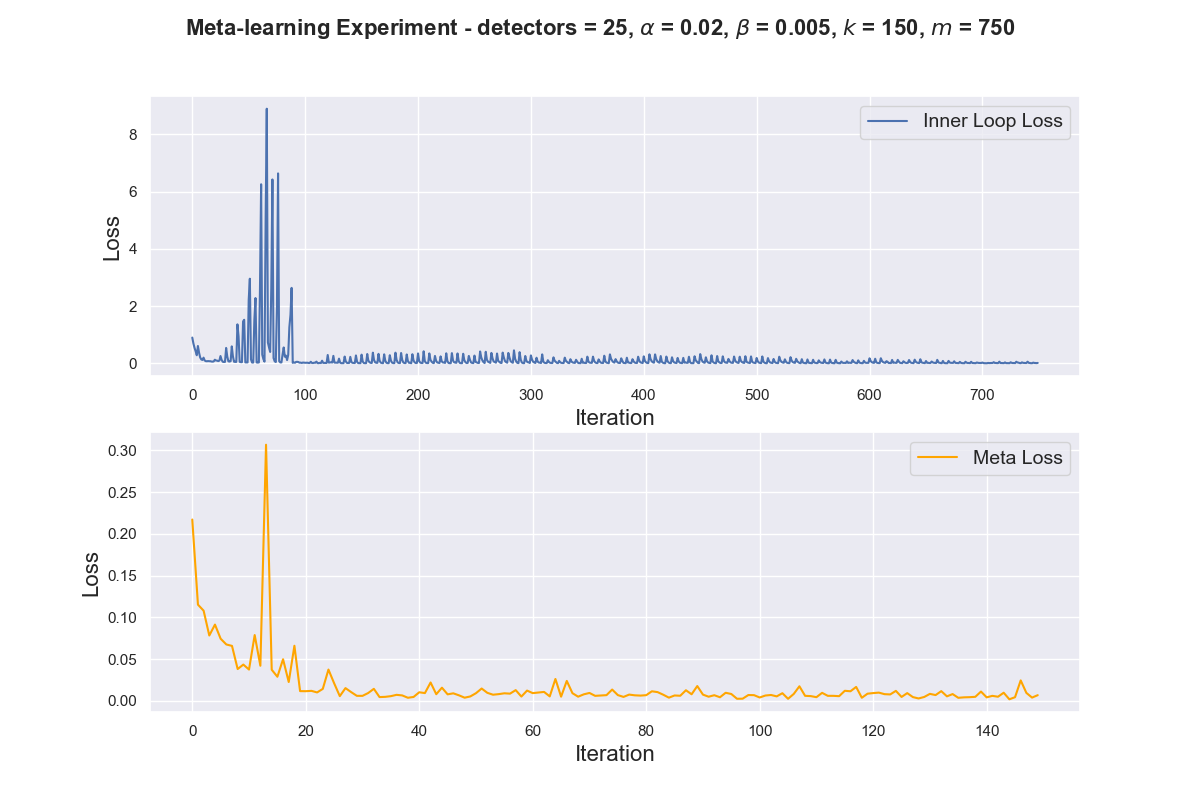 Meta-learning Experiment - detectors = 25, α = 0.02, β = 0.005, k = 150, m = 750
Inner Loop Loss
Loss
8
6
4
2
0
0 100 200 300 400 500 600 700
Iteration
Meta Loss
Loss
0.30
0.25
0.20
0.15
0.10
0.05
0.00
0 20 40 60 80 100 120 140
Iteration